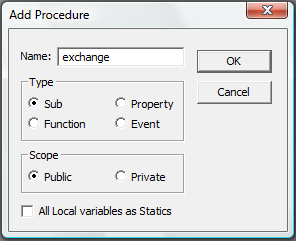 Add Procedure
Name: exchange OK
Type Cancel
Sub Property
Function Event
Scope
Public Private
All Local variables as Statics